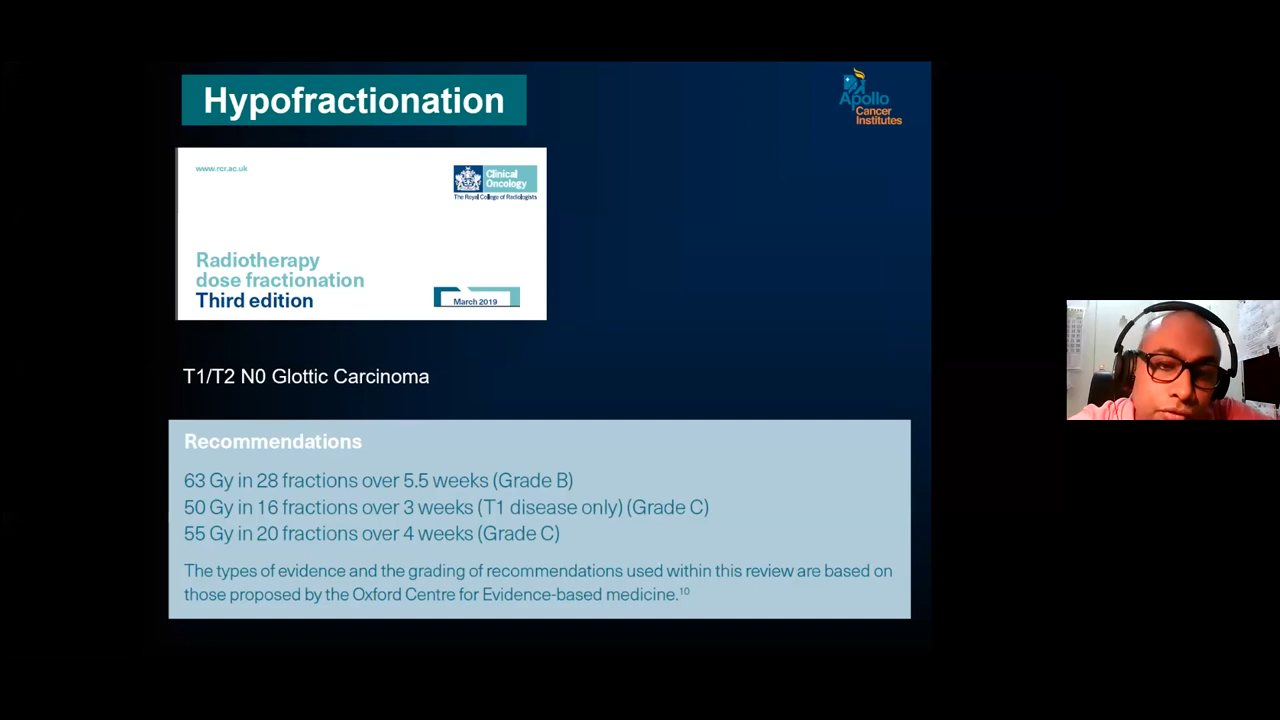 Hypofractionation
Apollo
Cancer
Institutes
www.rcr.ac.uk
Clinical
Oncology
The Royal College of Radiologists
Radiotherapy
dose fractionation
Third edition
March 2019
T1/T2 N0 Glottic Carcinoma
Recommendations
63 Gy in 28 fractions over 5.5 weeks (Grade B)
50 Gy in 16 fractions over 3 weeks (T1 disease only) (Grade C)
55 Gy in 20 fractions over 4 weeks (Grade C)
The types of evidence and the grading of recommendations used within this review are based on
those proposed by the Oxford Centre for Evidence-based medicine.¹⁰